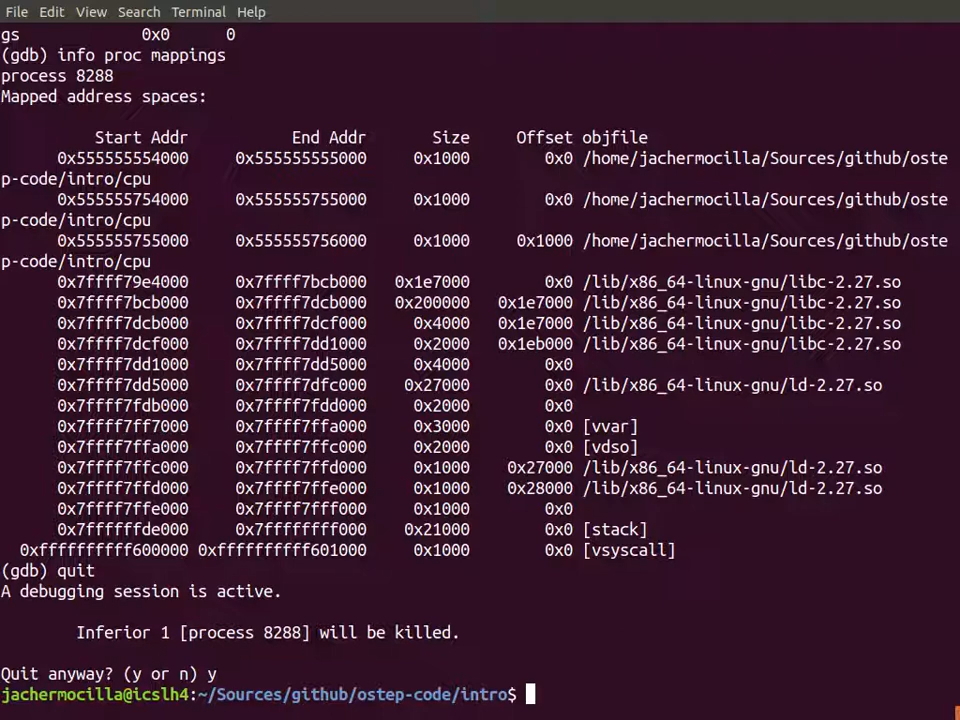 File Edit View Search Terminal Help
gs 0x0 0
(gdb) info proc mappings
process 8288
Mapped address spaces:
Start Addr End Addr Size Offset objfile
0x555555554000 0x555555555000 0x1000 0x0 /home/jachermocilla/Sources/github/oste
p-code/intro/cpu
0x555555754000 0x555555755000 0x1000 0x0 /home/jachermocilla/Sources/github/oste
p-code/intro/cpu
0x555555755000 0x555555756000 0x1000 0x1000 /home/jachermocilla/Sources/github/oste
p-code/intro/cpu
0x7ffff79e4000 0x7ffff7bcb000 0x1e7000 0x0 /lib/x86_64-linux-gnu/libc-2.27.so
0x7ffff7bcb000 0x7ffff7dcb000 0x200000 0x1e7000 /lib/x86_64-linux-gnu/libc-2.27.so
0x7ffff7dcb000 0x7ffff7dcf000 0x4000 0x1e7000 /lib/x86_64-linux-gnu/libc-2.27.so
0x7ffff7dcf000 0x7ffff7dd1000 0x2000 0x1eb000 /lib/x86_64-linux-gnu/libc-2.27.so
0x7ffff7dd1000 0x7ffff7dd5000 0x4000 0x0
0x7ffff7dd5000 0x7ffff7dfc000 0x27000 0x0 /lib/x86_64-linux-gnu/ld-2.27.so
0x7ffff7fdb000 0x7ffff7fdd000 0x2000 0x0
0x7ffff7ff7000 0x7ffff7ffa000 0x3000 0x0 [vvar]
0x7ffff7ffa000 0x7ffff7ffc000 0x2000 0x0 [vdso]
0x7ffff7ffc000 0x7ffff7ffd000 0x1000 0x27000 /lib/x86_64-linux-gnu/ld-2.27.so
0x7ffff7ffd000 0x7ffff7ffe000 0x1000 0x28000 /lib/x86_64-linux-gnu/ld-2.27.so
0x7ffff7ffe000 0x7ffff7fff000 0x1000 0x0
0x7ffffffde000 0x7ffffffff000 0x21000 0x0 [stack]
0xffffffffff600000 0xffffffffff601000 0x1000 0x0 [vsyscall]
(gdb) quit
A debugging session is active.
Inferior 1 [process 8288] will be killed.
Quit anyway? (y or n) y
jachermocilla@icslh4:~/Sources/github/ostep-code/intro$